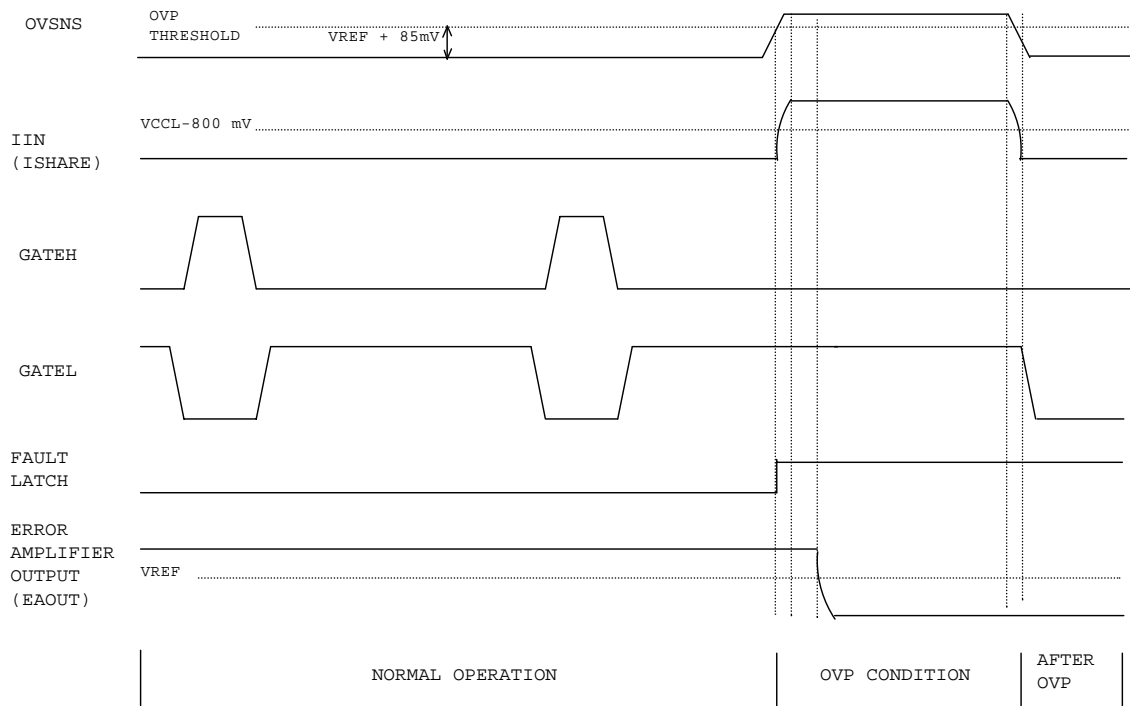 OVSNS
OVP
THRESHOLD
VREF + 85mV
VCCL-800 mV
IIN
(ISHARE)
GATEH
GATEL
FAULT
LATCH
ERROR
AMPLIFIER
OUTPUT
(EAOUT)
VREF
NORMAL OPERATION
OVP CONDITION
AFTER
OVP